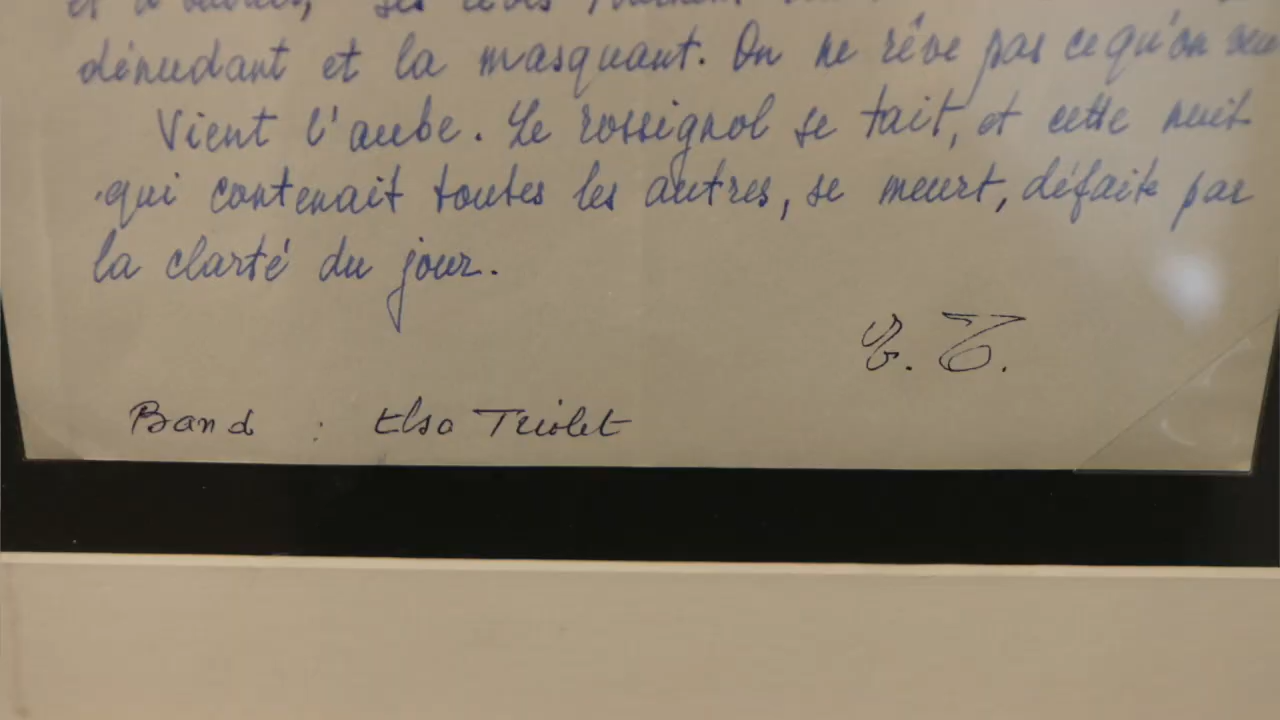 dénudant et la masquant. On ne rêve pas ce qu'on
Vient l'aube. Le rossignol se tait, et cette nuit
qui contenait toutes les autres, se meurt, défaite par
la clarté du jour.
E. T.
Band : Elsa Triolet